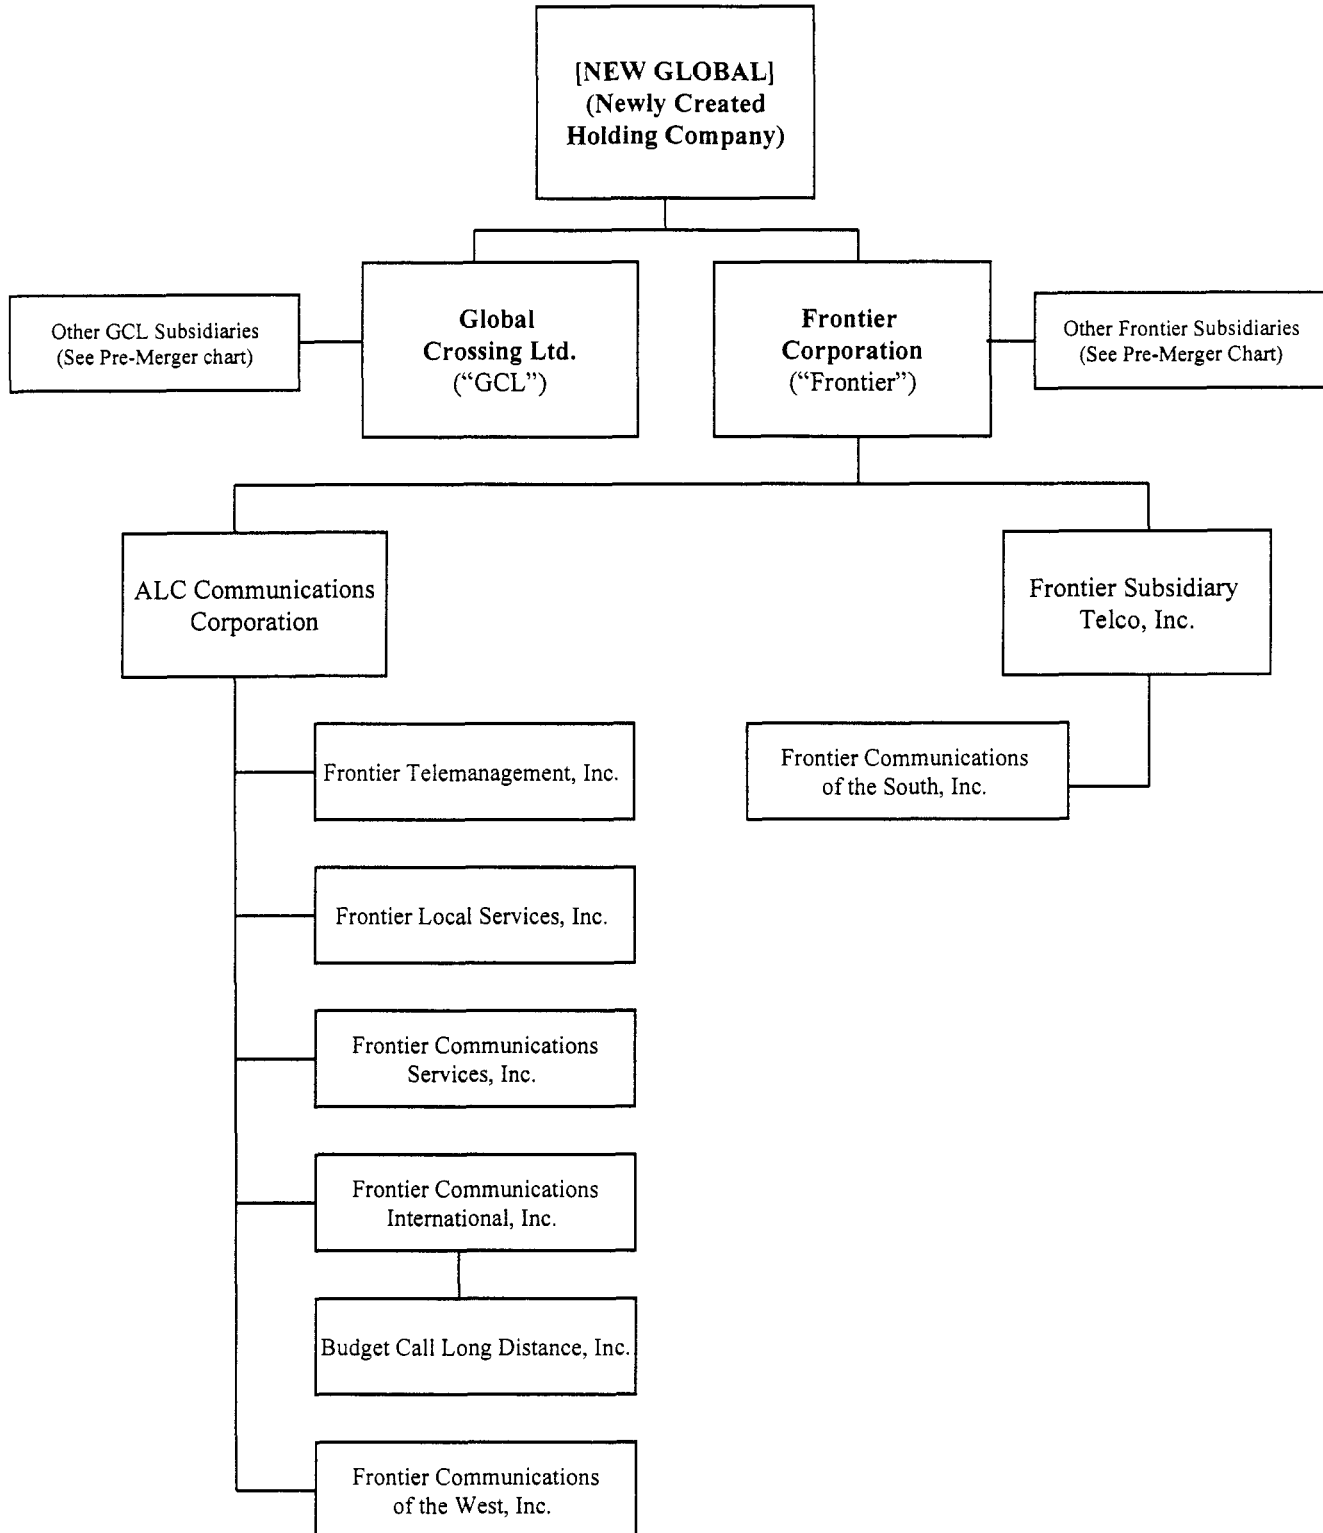 [NEW GLOBAL]
(Newly Created
Holding Company)
Other GCL Subsidiaries
(See Pre-Merger chart)
Global
Crossing Ltd.
(“GCL”)
Frontier
Corporation
(“Frontier”)
Other Frontier Subsidiaries
(See Pre-Merger Chart)
ALC Communications
Corporation
Frontier Subsidiary
Telco, Inc.
Frontier Telemanagement, Inc.
Frontier Communications
of the South, Inc.
Frontier Local Services, Inc.
Frontier Communications
Services, Inc.
Frontier Communications
International, Inc.
Budget Call Long Distance, Inc.
Frontier Communications
of the West, Inc.